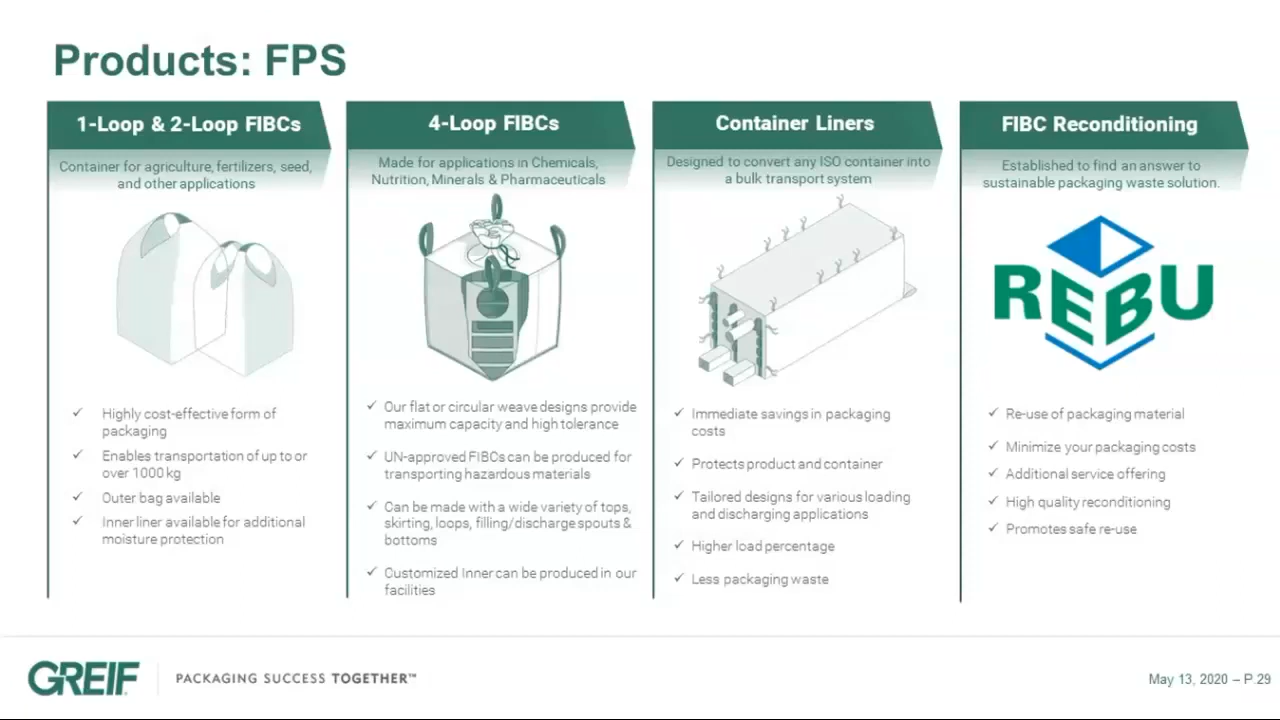 Products: FPS
1-Loop & 2-Loop FIBCs
Container for agriculture, fertilizers, seed,
and other applications
Highly cost-effective form of
packaging
Enables transportation of up to or
over 1000 kg
Outer bag available
Inner liner available for additional
moisture protection
4-Loop FIBCs
Made for applications in Chemicals,
Nutrition, Minerals & Pharmaceuticals
Our flat or circular weave designs provide
maximum capacity and high tolerance
UN-approved FIBCs can be produced for
transporting hazardous materials
Can be made with a wide variety of tops,
skirting, loops, filling/discharge spouts &
bottoms
Customized Inner can be produced in our
facilities
Container Liners
Designed to convert any ISO container into
a bulk transport system
Immediate savings in packaging
costs
Protects product and container
Tailored designs for various loading
and discharging applications
Higher load percentage
Less packaging waste
FIBC Reconditioning
Established to find an answer to
sustainable packaging waste solution.
REBU
Re-use of packaging material
Minimize your packaging costs
Additional service offering
High quality reconditioning
Promotes safe re-use
GREIF
PACKAGING SUCCESS TOGETHER™
May 13, 2020 – P.29